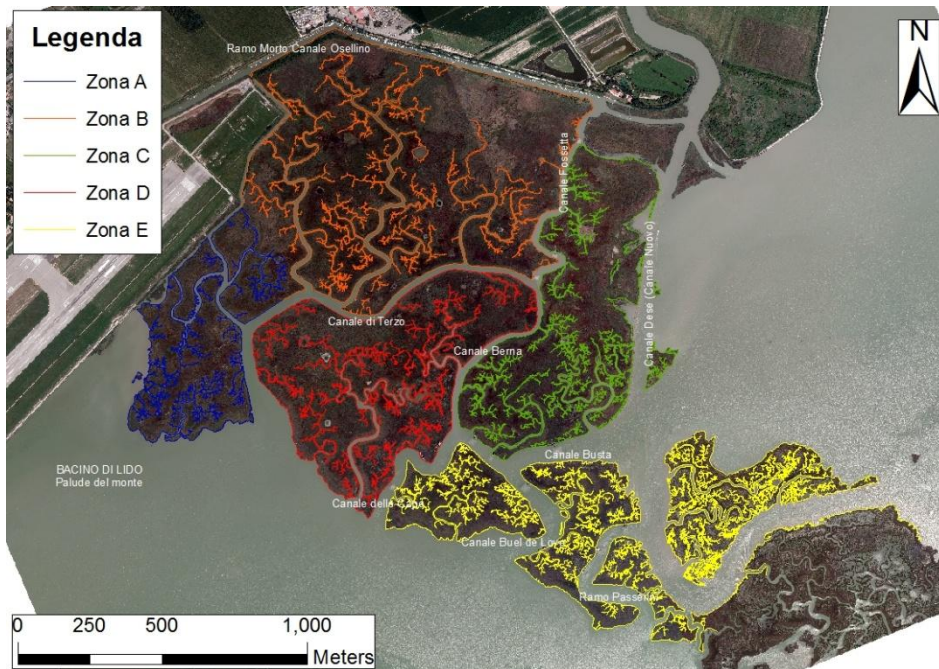 Legenda
Zona A
Zona B
Zona C
Zona D
Zona E
N
Ramo Morto Canale Osellino
Canale Fossetta
Canale Dese (Canale Nuovo)
Canale di Terzo
Canale Berna
BACINO DI LIDO
Palude del monte
Canale Busta
Canale della
Canale Buel de
Ramo
0 250 500 1,000
Meters